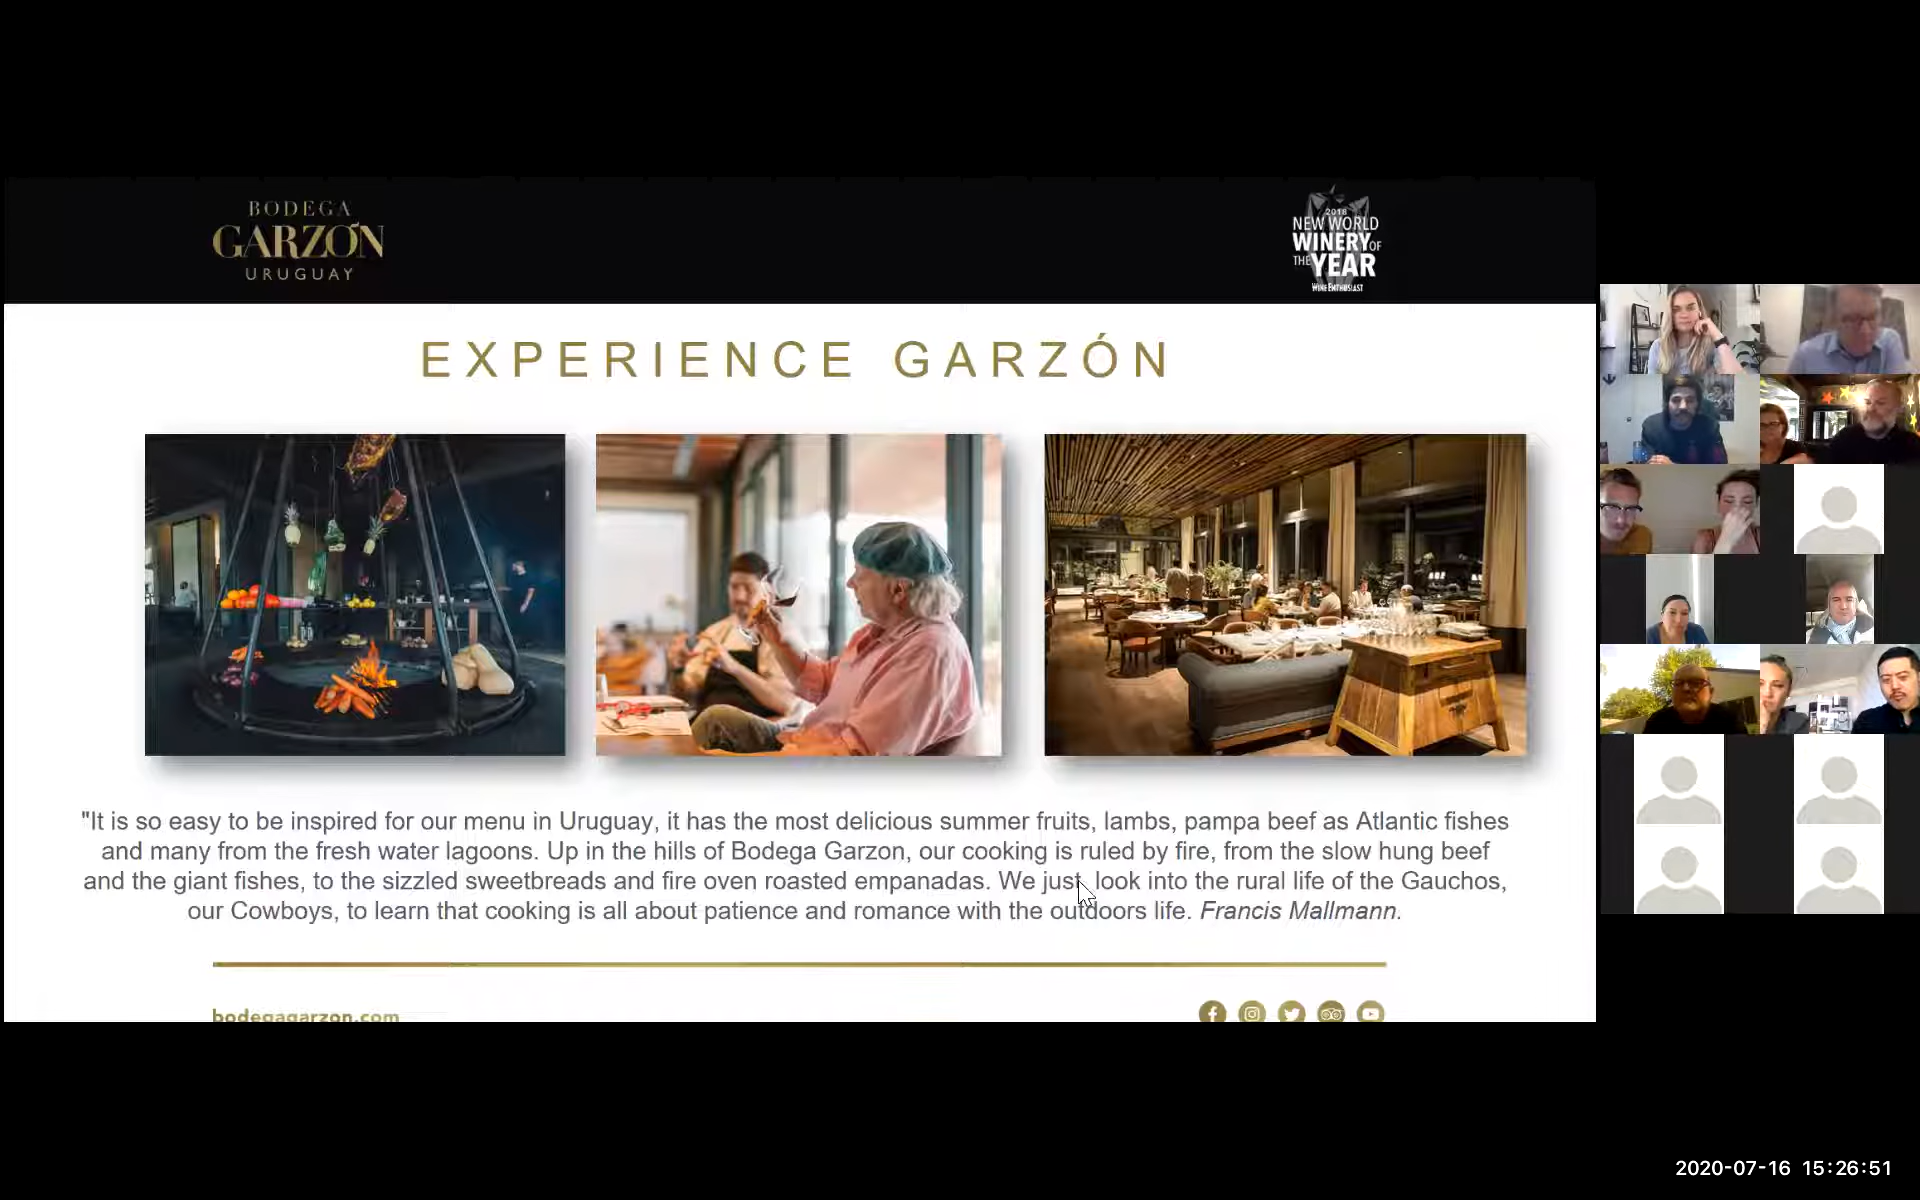 BODEGA
GARZÓN
URUGUAY
2018
NEW WORLD
WINERY OF
THE YEAR
WINE ENTHUSIAST
EXPERIENCE GARZÓN
"It is so easy to be inspired for our menu in Uruguay, it has the most delicious summer fruits, lambs, pampa beef as Atlantic fishes
and many from the fresh water lagoons. Up in the hills of Bodega Garzon, our cooking is ruled by fire, from the slow hung beef
and the giant fishes, to the sizzled sweetbreads and fire oven roasted empanadas. We just look into the rural life of the Gauchos,
our Cowboys, to learn that cooking is all about patience and romance with the outdoors life. Francis Mallmann.
bodegagarzon.com
2020-07-16 15:26:51